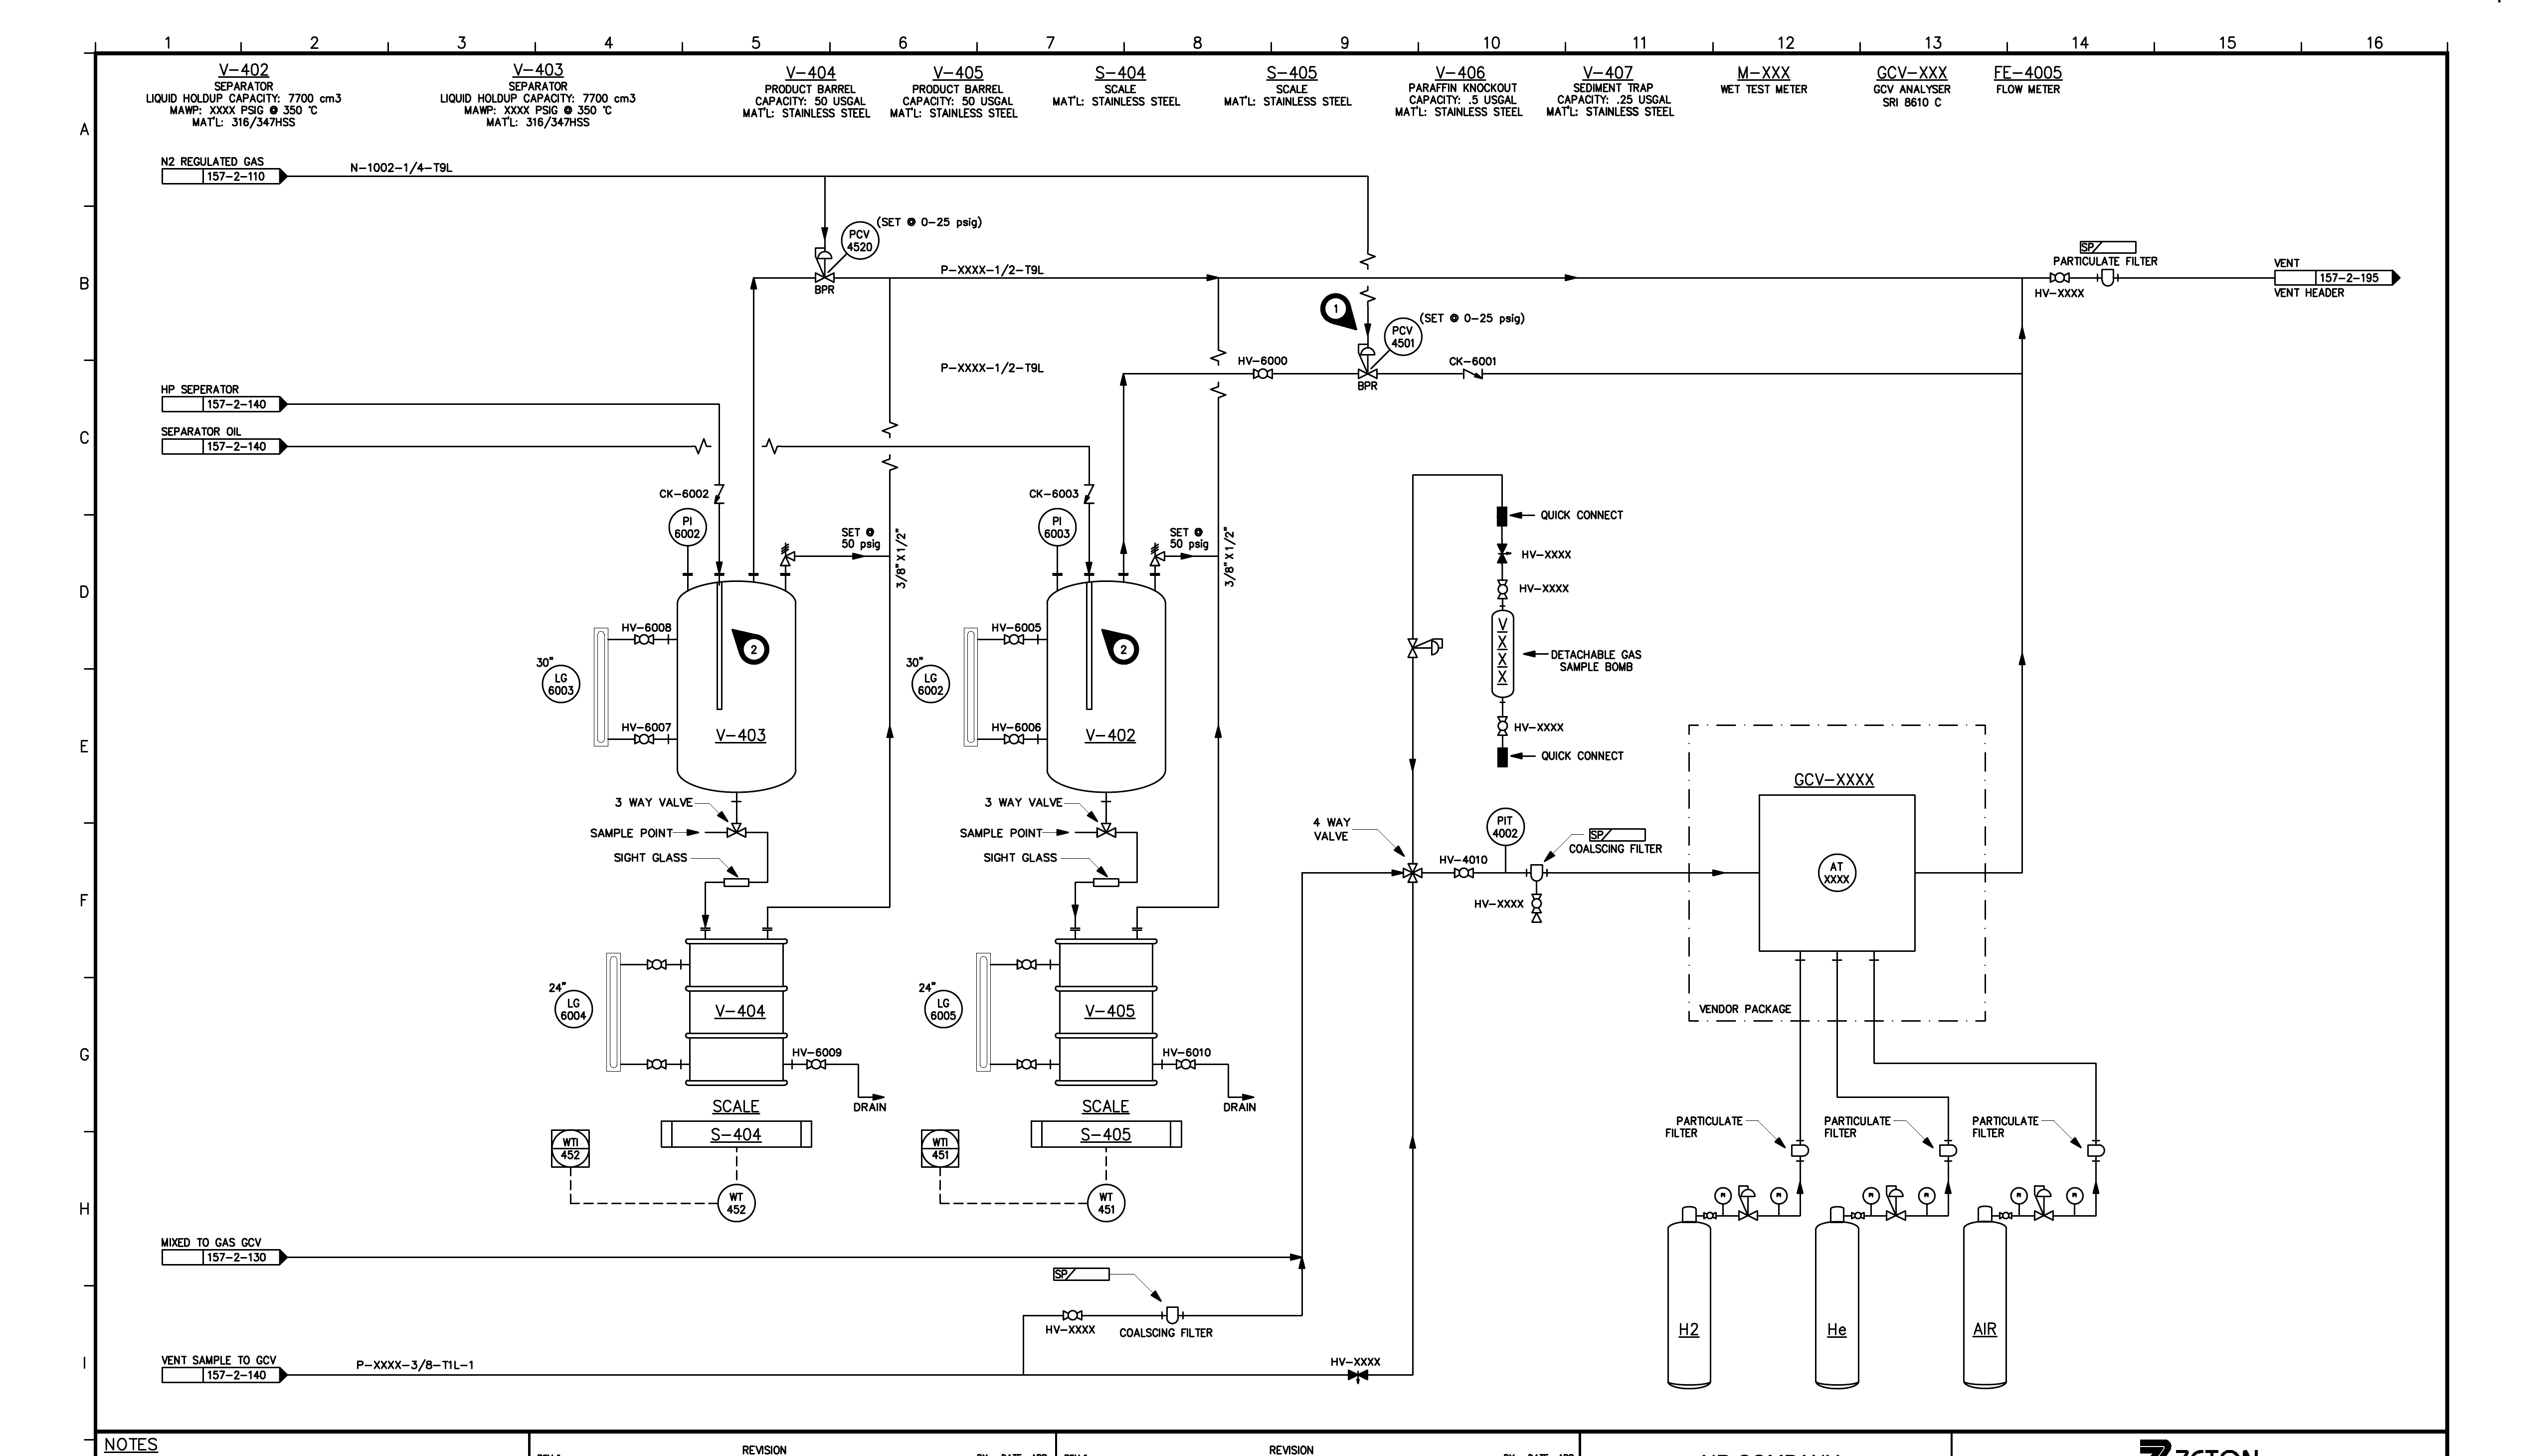 1 2 3 4 5 6 7 8 9 10 11 12 13 14 15 16
V-402
SEPARATOR
LIQUID HOLDUP CAPACITY: 7700 cm3
MAWP: XXXX PSIG @ 350 °C
MAT'L: 316/347HSS
V-403
SEPARATOR
LIQUID HOLDUP CAPACITY: 7700 cm3
MAWP: XXXX PSIG @ 350 °C
MAT'L: 316/347HSS
V-404
PRODUCT BARREL
CAPACITY: 50 USGAL
MAT'L: STAINLESS STEEL
V-405
PRODUCT BARREL
CAPACITY: 50 USGAL
MAT'L: STAINLESS STEEL
S-404
SCALE
MAT'L: STAINLESS STEEL
S-405
SCALE
MAT'L: STAINLESS STEEL
V-406
PARAFFIN KNOCKOUT
CAPACITY: .5 USGAL
MAT'L: STAINLESS STEEL
V-407
SEDIMENT TRAP
CAPACITY: .25 USGAL
MAT'L: STAINLESS STEEL
M-XXX
WET TEST METER
GCV-XXX
GCV ANALYSER
SRI 8610 C
FE-4005
FLOW METER
A
B
C
D
E
F
G
H
I
N2 REGULATED GAS
157-2-110
N-1002-1/4-T9L
PCV
4520
(SET @ 0-25 psig)
BPR
P-XXXX-1/2-T9L
SP/
PARTICULATE FILTER
HV-XXXX
VENT
157-2-195
VENT HEADER
1
PCV
4501
(SET @ 0-25 psig)
BPR
P-XXXX-1/2-T9L
HV-6000
CK-6001
HP SEPERATOR
157-2-140
SEPARATOR OIL
157-2-140
CK-6002
PI
6002
SET @
50 psig
3/8"X1/2"
CK-6003
PI
6003
SET @
50 psig
3/8"X1/2"
QUICK CONNECT
HV-XXXX
HV-XXXX
V
X
X
X
DETACHABLE GAS
SAMPLE BOMB
HV-XXXX
QUICK CONNECT
HV-6008
2
30"
LG
6003
HV-6007
V-403
HV-6005
2
30"
LG
6002
HV-6006
V-402
3 WAY VALVE
SAMPLE POINT
SIGHT GLASS
3 WAY VALVE
SAMPLE POINT
SIGHT GLASS
4 WAY
VALVE
HV-4010
PIT
4002
SP/
COALSCING FILTER
HV-XXXX
GCV-XXXX
AT
XXXX
VENDOR PACKAGE
24"
LG
6004
V-404
HV-6009
DRAIN
24"
LG
6005
V-405
HV-6010
DRAIN
SCALE
S-404
WTI
452
WT
452
SCALE
S-405
WTI
451
WT
451
PARTICULATE
FILTER
PARTICULATE
FILTER
PARTICULATE
FILTER
PI
PI
PI
PI
PI
PI
H2
He
AIR
MIXED TO GAS GCV
157-2-130
SP/
HV-XXXX
COALSCING FILTER
VENT SAMPLE TO GCV
157-2-140
P-XXXX-3/8-T1L-1
HV-XXXX
NOTES
REVISION
REVISION
ZETON